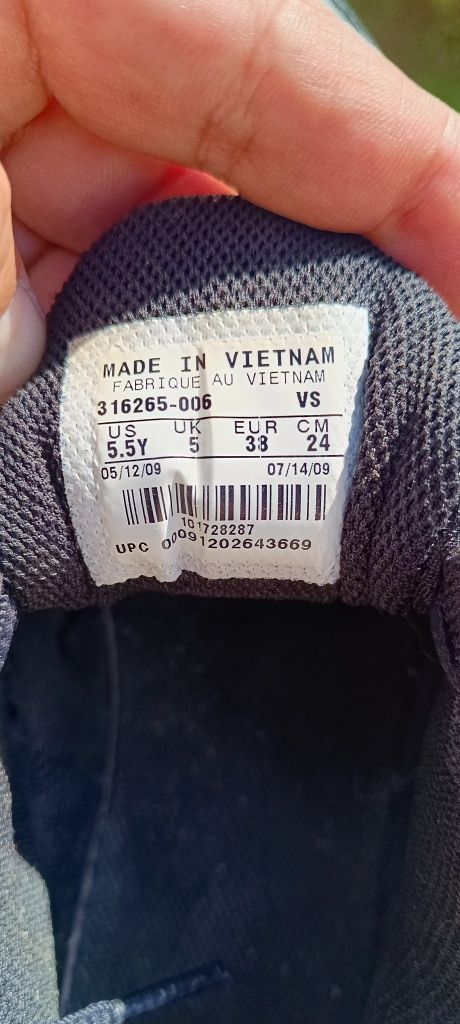 MADE IN VIETNAM
FABRIQUE AU VIETNAM
316265-006 VS
US UK EUR CM
5.5Y 5 38 24
05/12/09 07/14/09
101728287
UPC 00091202643669